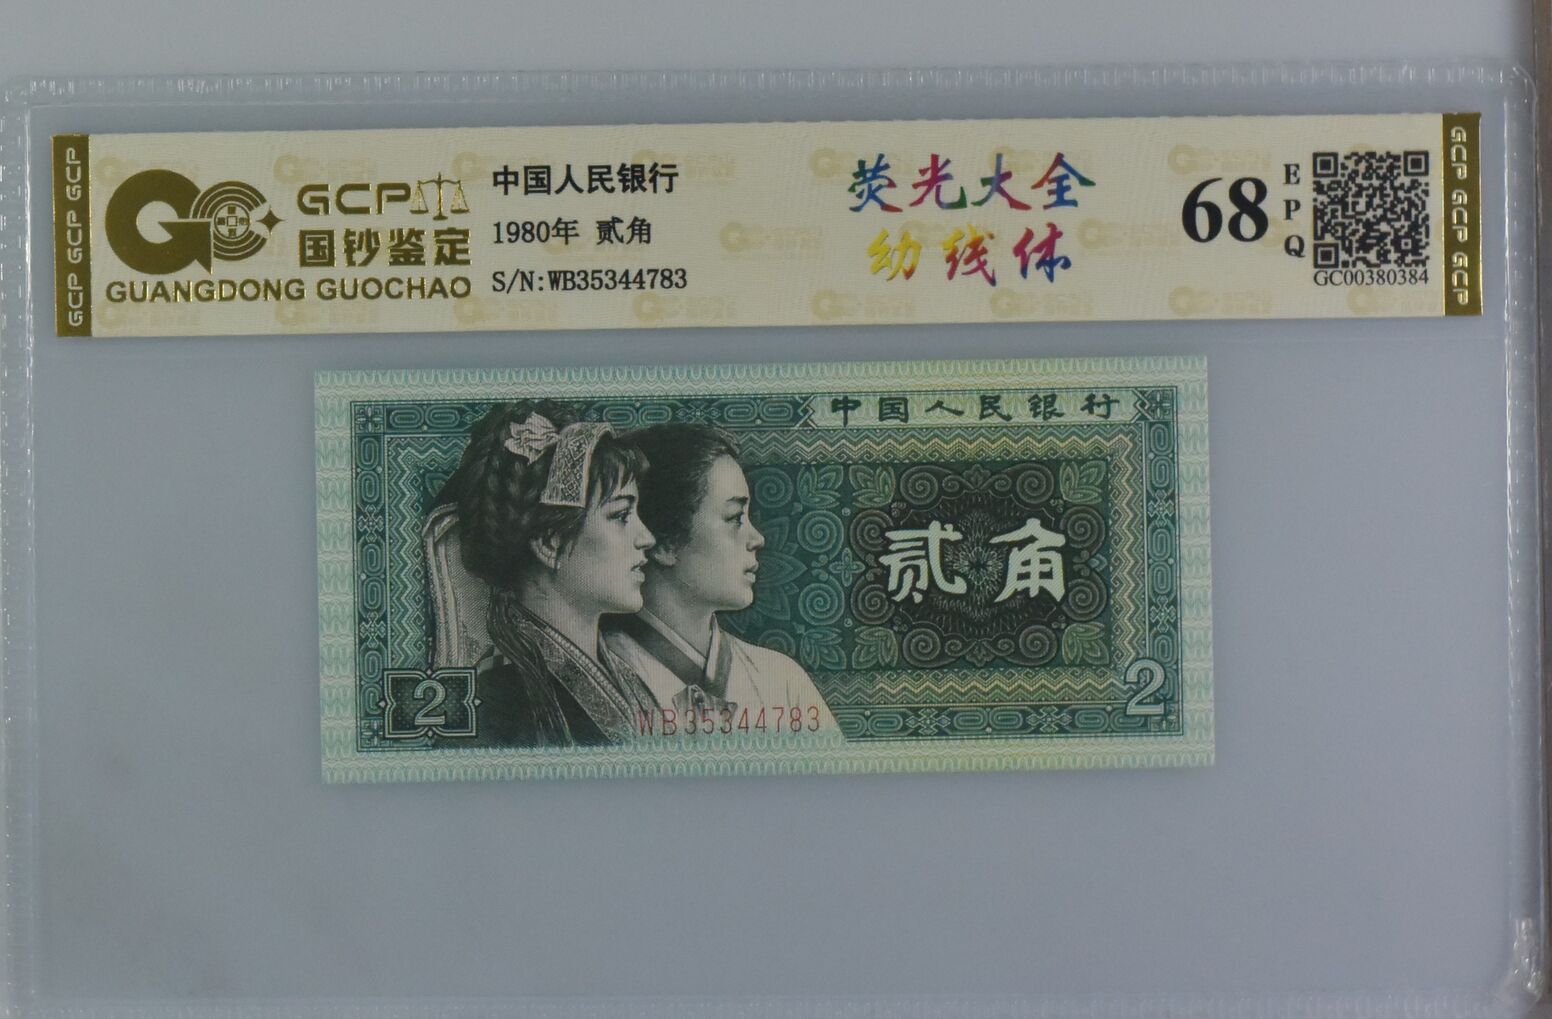 GCP GCP GCP
GCP
国钞鉴定
GUANGDONG GUOCHAO
中国人民银行
1980年 贰角
S/N:WB35344783
荧光大全
幼线体
68
EPQ
GC00380384
GCP GCP GCP
中国人民银行
贰角
2
2
WB35344783